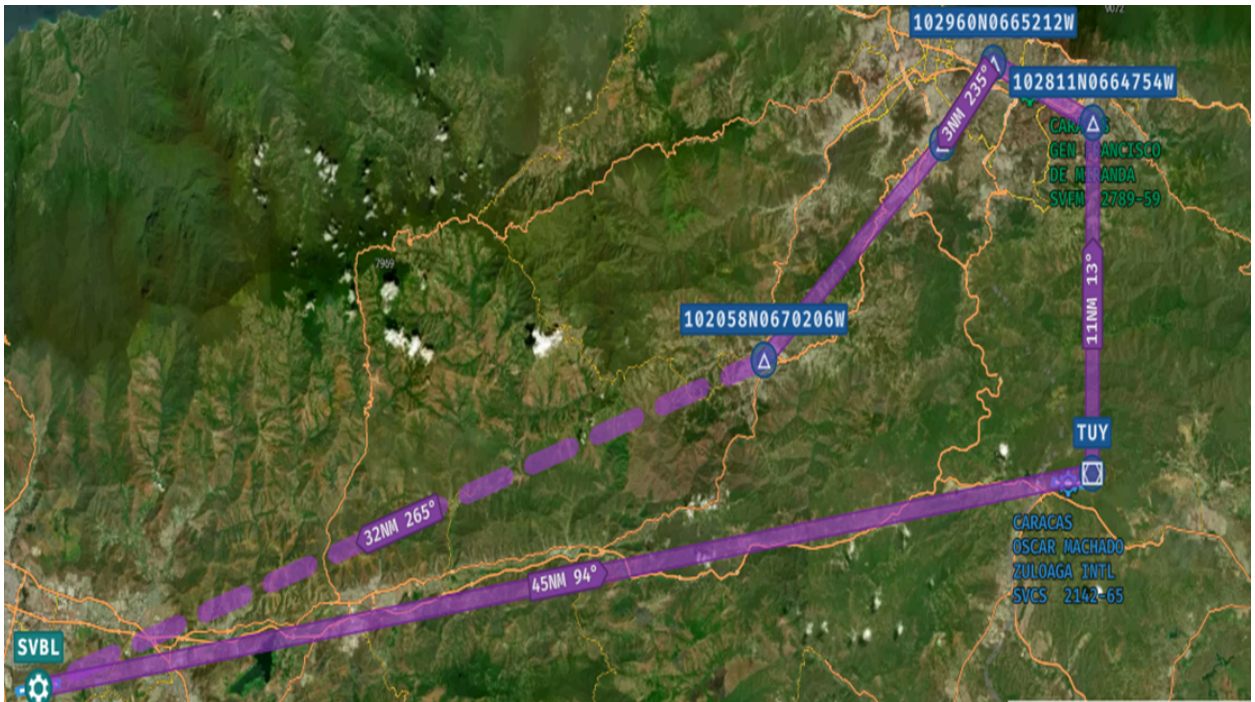 9072
102960N0665212W
3NM 235°
102811N0664754W
CARACAS
GEN FRANCISCO
DE MIRANDA
SVFM 2789-59
7969
11NM 13°
102058N0670206W
TUY
32NM 265°
CARACAS
OSCAR MACHADO
ZULOAGA INTL
SVCS 2142-65
45NM 94°
SVBL